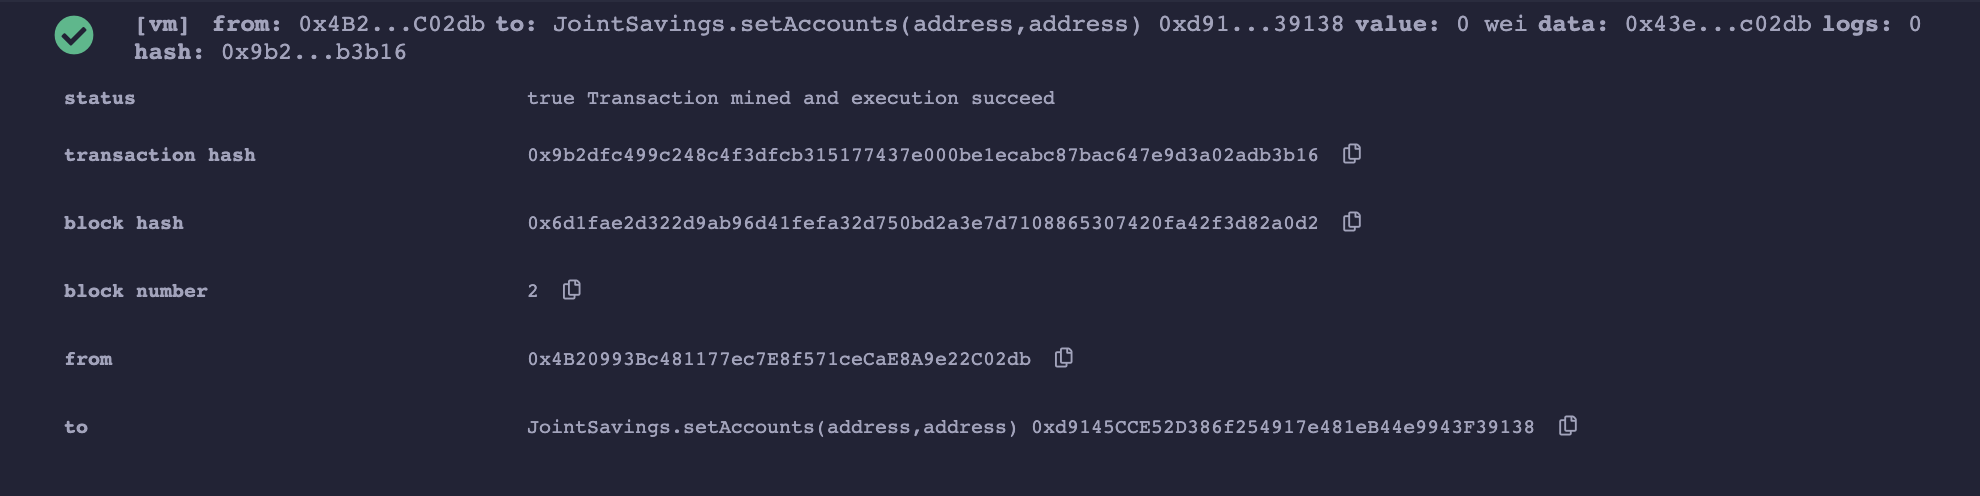 [vm] from: 0x4B2...C02db to: JointSavings.setAccounts(address,address) 0xd91...39138 value: 0 wei data: 0x43e...c02db logs: 0
hash: 0x9b2...b3b16
status true Transaction mined and execution succeed
transaction hash 0x9b2dfc499c248c4f3dfcb315177437e000be1ecabc87bac647e9d3a02adb3b16
block hash 0x6d1fae2d322d9ab96d41fefa32d750bd2a3e7d7108865307420fa42f3d82a0d2
block number 2
from 0x4B20993Bc481177ec7E8f571ceCaE8A9e22C02db
to JointSavings.setAccounts(address,address) 0xd9145CCE52D386f254917e481eB44e9943F39138